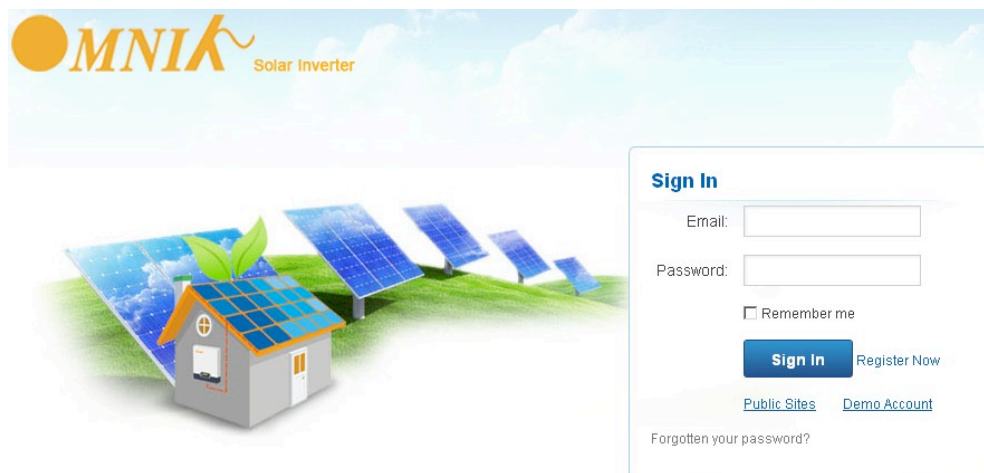 OMNIK Solar Inverter
Sign In
Email:
Password:
Remember me
Sign In Register Now
Public Sites Demo Account
Forgotten your password?